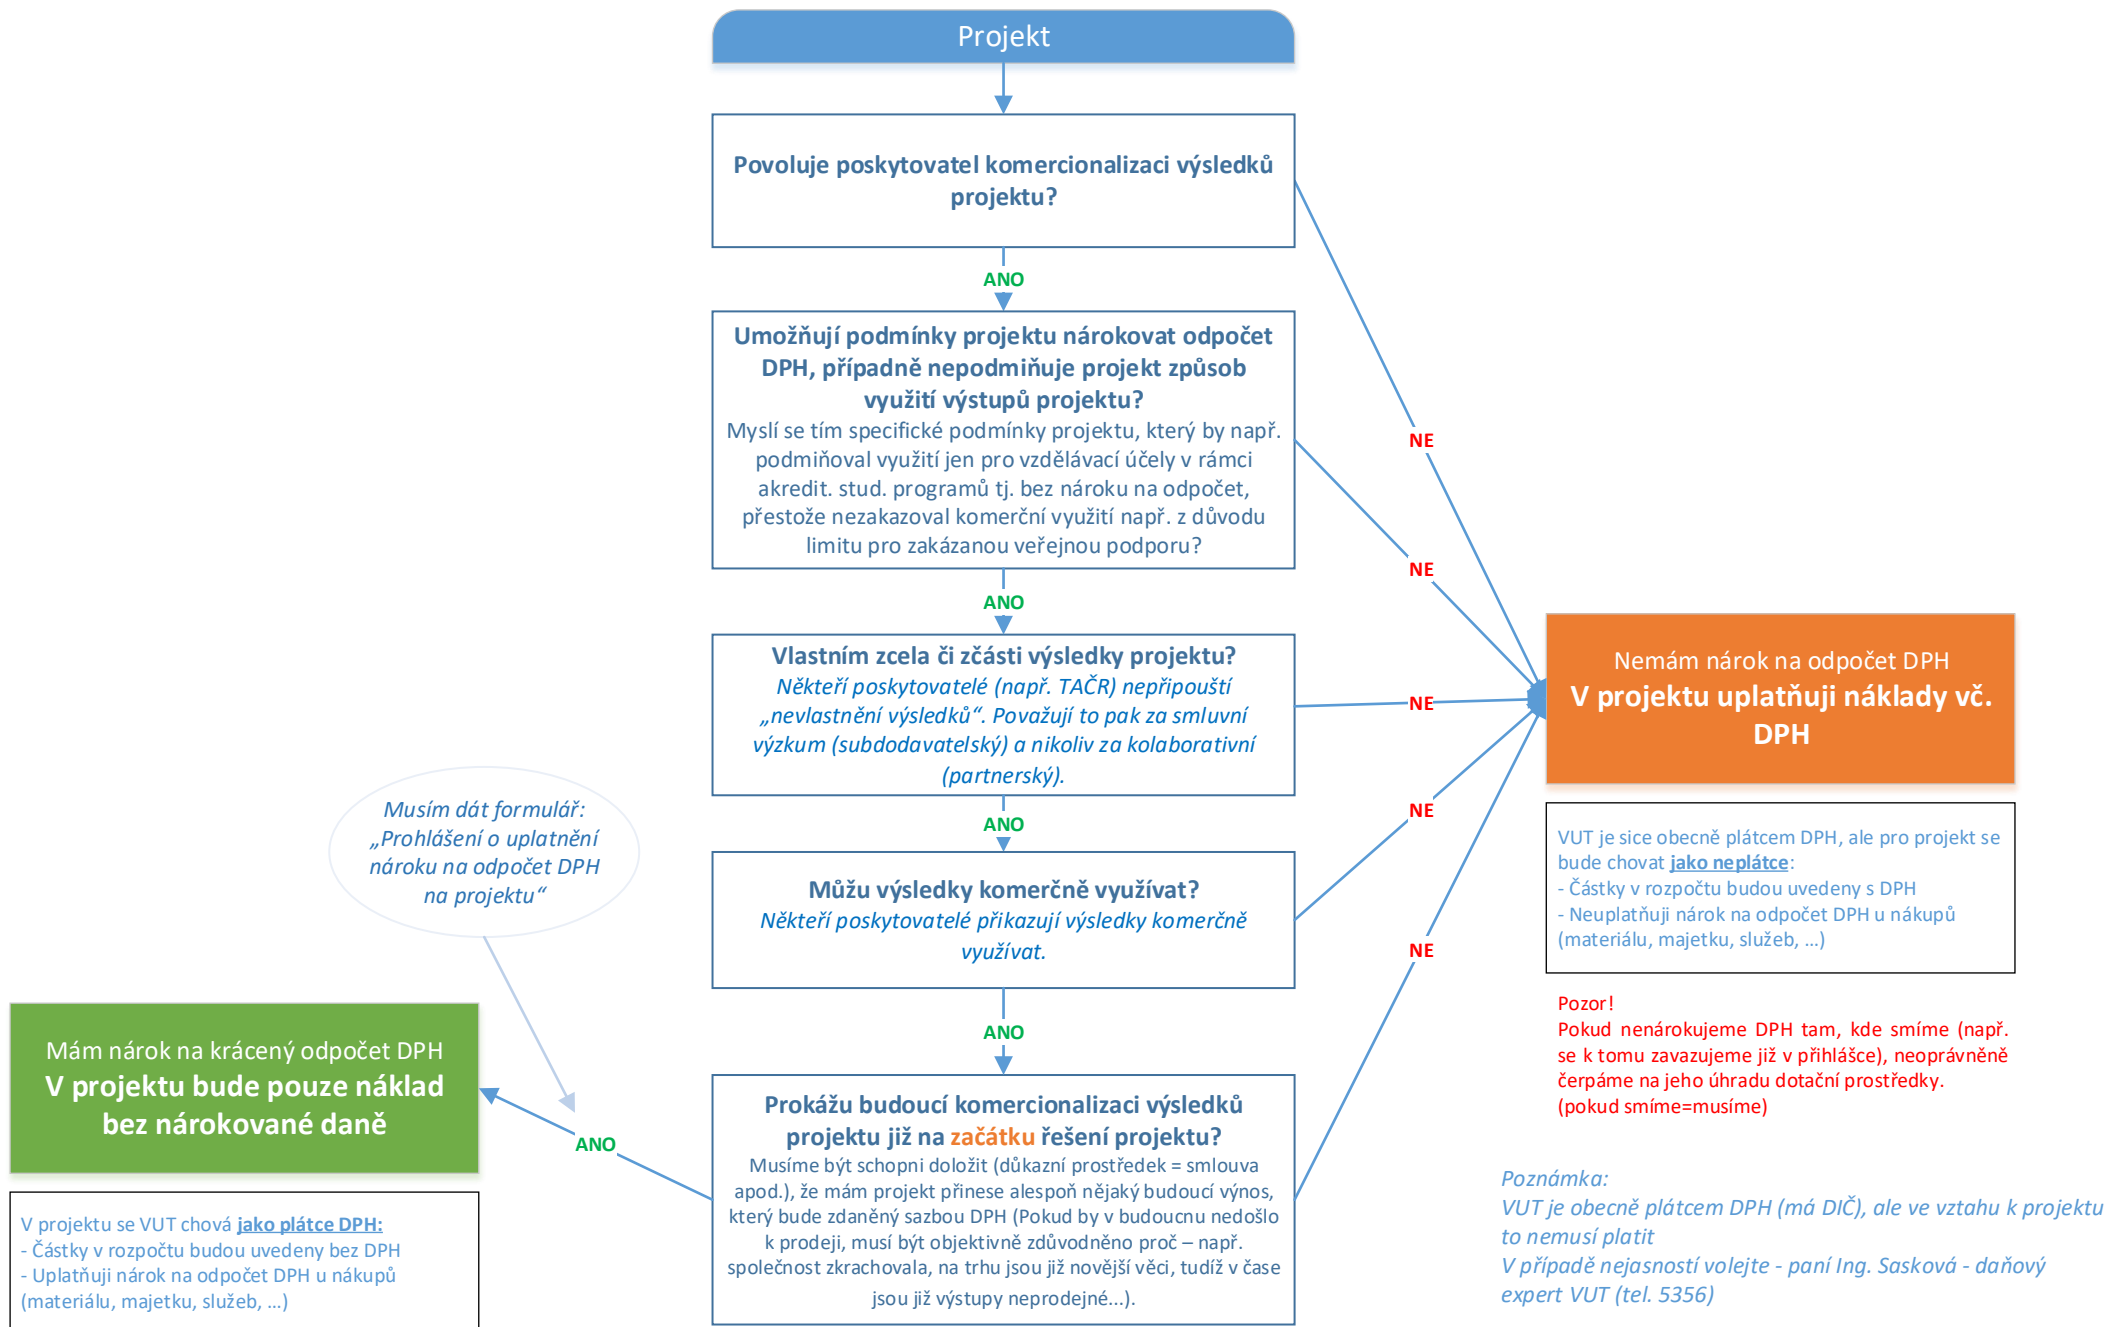 Projekt
Povoluje poskytovatel komercionalizaci výsledků
projektu?
ANO
Umožňují podmínky projektu nárokovat odpočet
DPH, případně nepodmiňuje projekt způsob
využití výstupů projektu?
Myslí se tím specifické podmínky projektu, který by např.
podmiňoval využití jen pro vzdělávací účely v rámci
akredit. stud. programů tj. bez nároku na odpočet,
přestože nezakazoval komerční využití např. z důvodu
limitu pro zakázanou veřejnou podporu?
ANO
Vlastním zcela či zčásti výsledky projektu?
Někteří poskytovatelé (např. TAČR) nepřipouští
„nevlastnění výsledků“. Považují to pak za smluvní
výzkum (subdodavatelský) a nikoliv za kolaborativní
(partnerský).
ANO
Můžu výsledky komerčně využívat?
Někteří poskytovatelé přikazují výsledky komerčně
využívat.
ANO
Prokážu budoucí komercionalizaci výsledků
projektu již na začátku řešení projektu?
Musíme být schopni doložit (důkazní prostředek = smlouva
apod.), že mám projekt přinese alespoň nějaký budoucí výnos,
který bude zdaněný sazbou DPH (Pokud by v budoucnu nedošlo
k prodeji, musí být objektivně zdůvodněno proč – např.
společnost zkrachovala, na trhu jsou již novější věci, tudíž v čase
jsou již výstupy neprodejné...).
NE
NE
NE
NE
NE
ANO
Musím dát formulář:
„Prohlášení o uplatnění
nároku na odpočet DPH
na projektu“
Mám nárok na krácený odpočet DPH
V projektu bude pouze náklad
bez nárokované daně
V projektu se VUT chová jako plátce DPH:
- Částky v rozpočtu budou uvedeny bez DPH
- Uplatňuji nárok na odpočet DPH u nákupů
(materiálu, majetku, služeb, ...)
Nemám nárok na odpočet DPH
V projektu uplatňuji náklady vč.
DPH
VUT je sice obecně plátcem DPH, ale pro projekt se
bude chovat jako neplátce:
- Částky v rozpočtu budou uvedeny s DPH
- Neuplatňuji nárok na odpočet DPH u nákupů
(materiálu, majetku, služeb, ...)
Pozor!
Pokud nenárokujeme DPH tam, kde smíme (např.
se k tomu zavazujeme již v přihlášce), neoprávněně
čerpáme na jeho úhradu dotační prostředky.
(pokud smíme=musíme)
Poznámka:
VUT je obecně plátcem DPH (má DIČ), ale ve vztahu k projektu
to nemusí platit
V případě nejasností volejte - paní Ing. Sasková - daňový
expert VUT (tel. 5356)